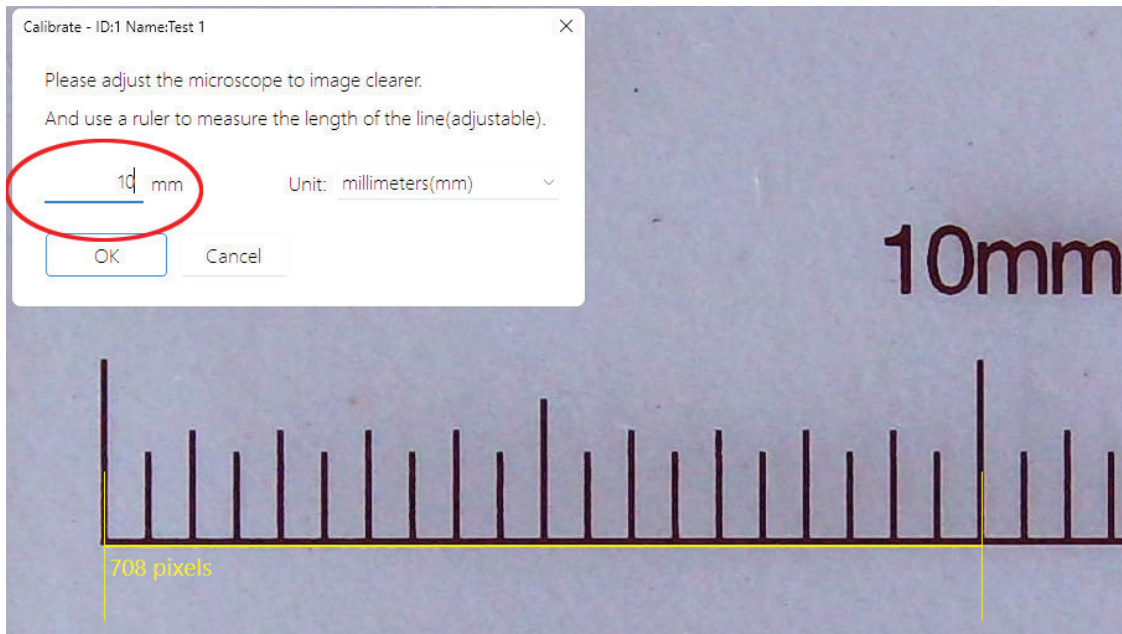 Calibrate - ID:1 Name:Test 1
Please adjust the microscope to image clearer.
And use a ruler to measure the length of the line(adjustable).
10 mm Unit: millimeters(mm)
OK Cancel
10mm
708 pixels